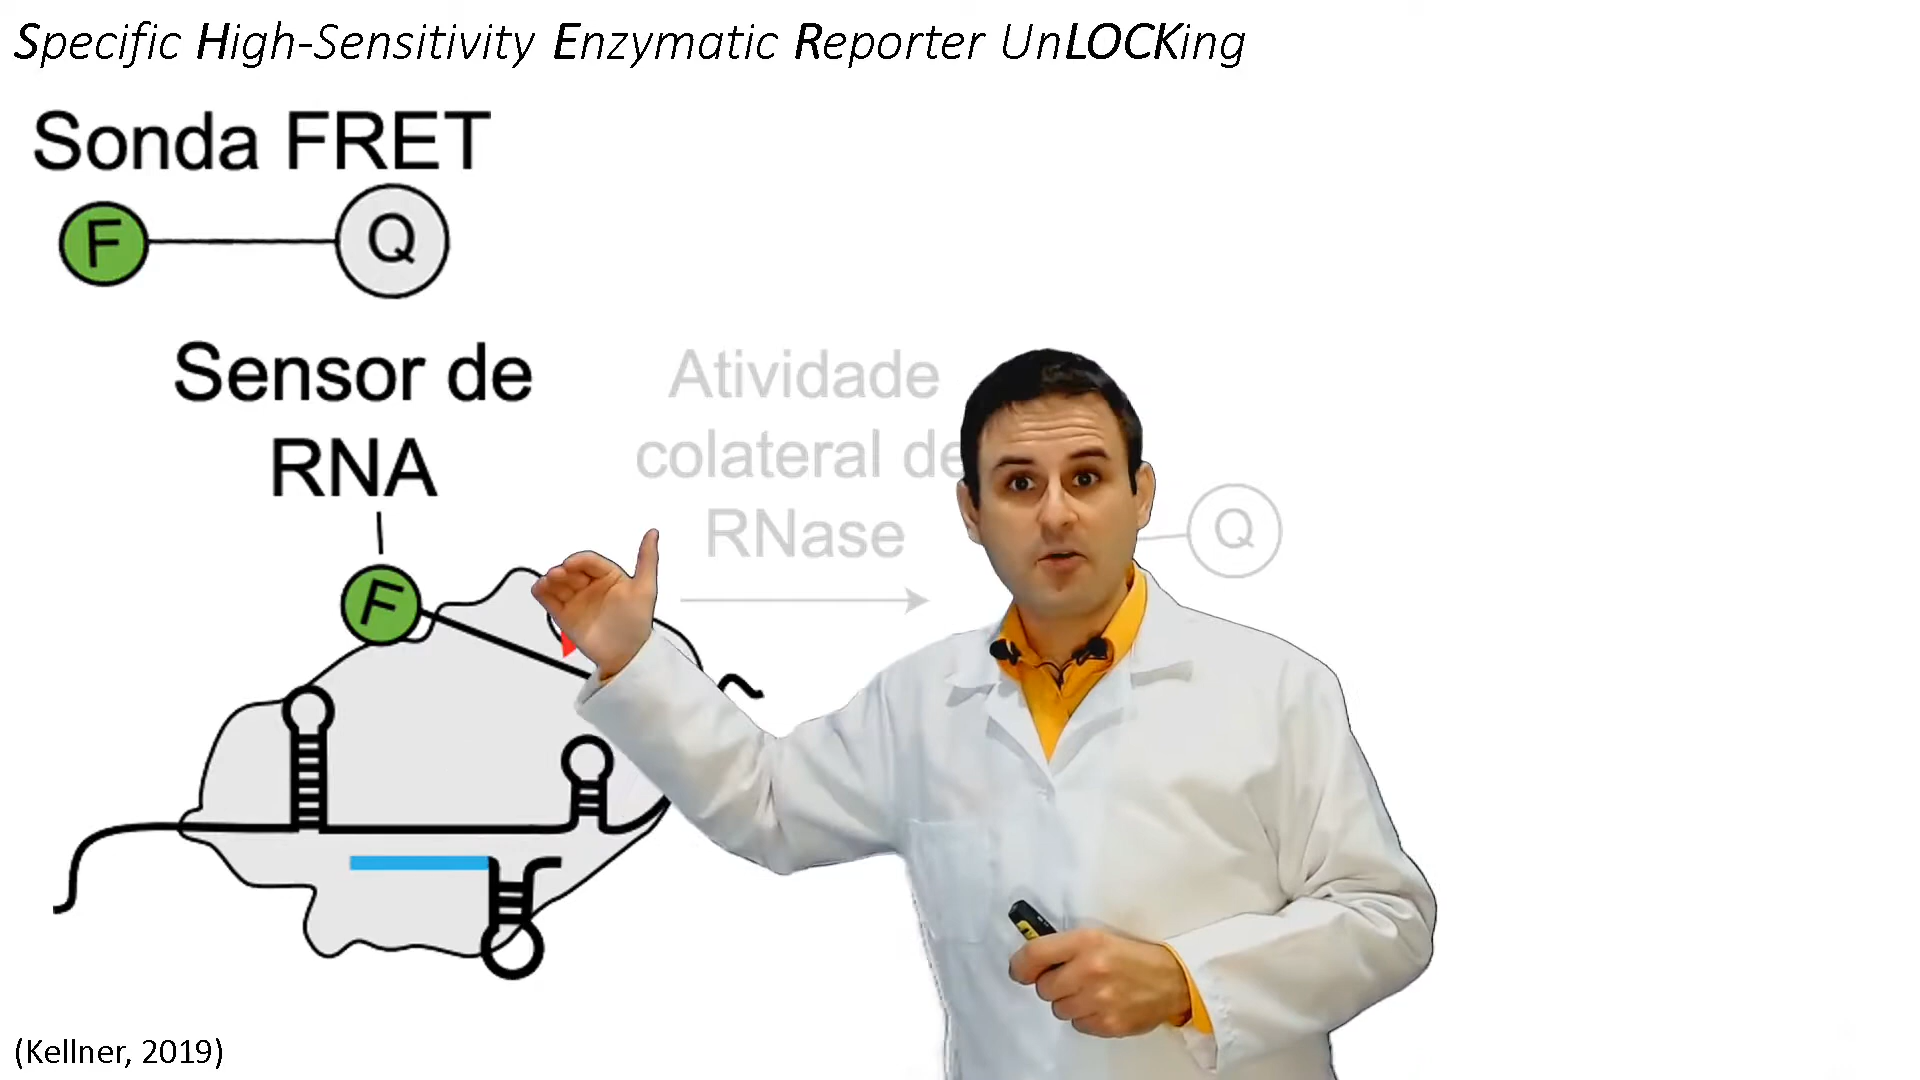 Specific High-Sensitivity Enzymatic Reporter UnLOCKing
Sonda FRET
F
Q
Sensor de
RNA
F
Atividade
colateral de
RNase
Q
(Kellner, 2019)